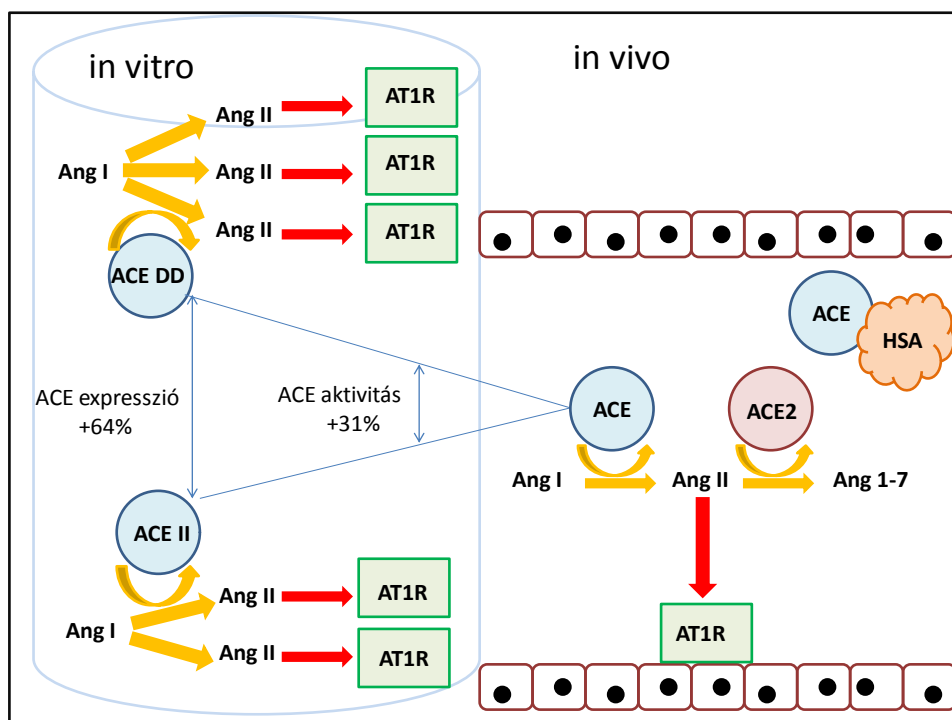 in vitro
Ang I
Ang II
AT1R
Ang II
AT1R
Ang II
AT1R
ACE DD
ACE expresszió
+64%
ACE aktivitás
+31%
ACE II
Ang I
Ang II
AT1R
Ang II
AT1R
in vivo
ACE
HSA
ACE
ACE2
Ang I
Ang II
Ang 1-7
AT1R